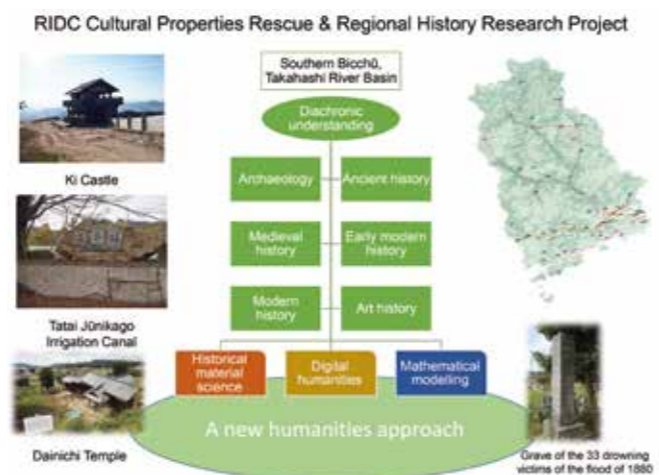 RIDC Cultural Properties Rescue & Regional History Research Project
Southern Bicchū,
Takahashi River Basin
Diachronic
understanding
Archaeology
Ancient history
Medieval
history
Early modern
history
Modern
history
Art history
Historical
material
science
Digital
humanities
Mathematical
modelling
A new humanities approach
Ki Castle
Tatai Jūnikago
Irrigation Canal
Dainichi Temple
Grave of the 33 drowning
victims of the flood of 1880